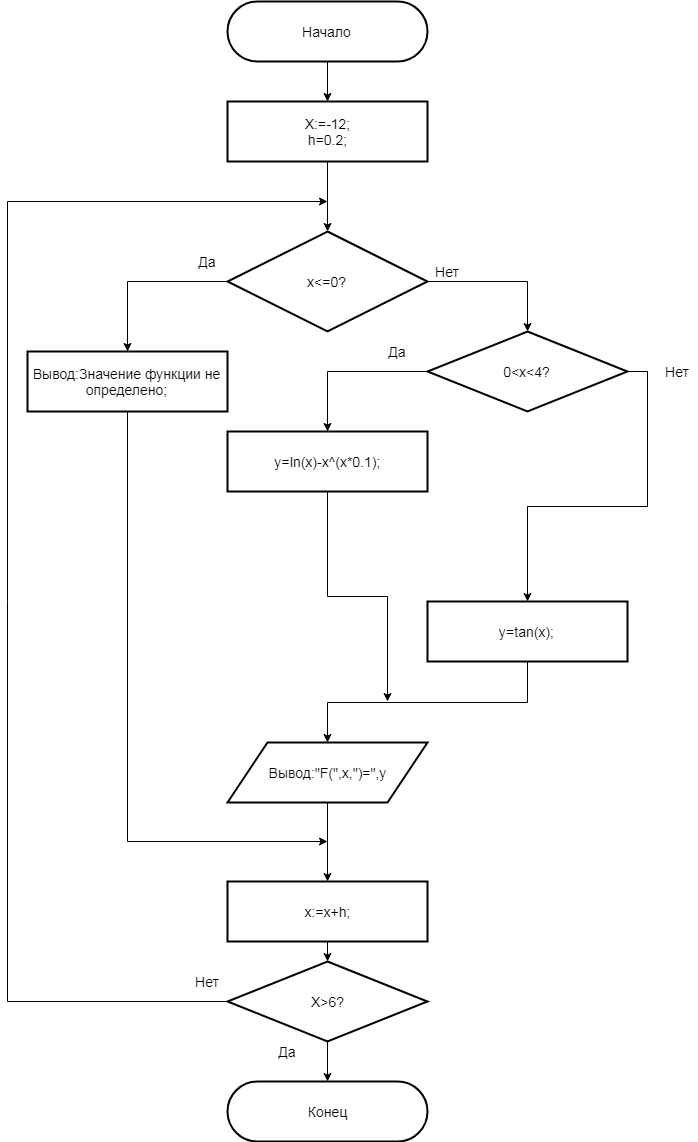 Начало
X:=-12;
h=0.2;
Да
x<=0?
Нет
Да
0<x<4?
Нет
Вывод:Значение функции не
определено;
y=ln(x)-x^(x*0.1);
y=tan(x);
Вывод:"F(",x,")=",y
x:=x+h;
Нет
X>6?
Да
Конец